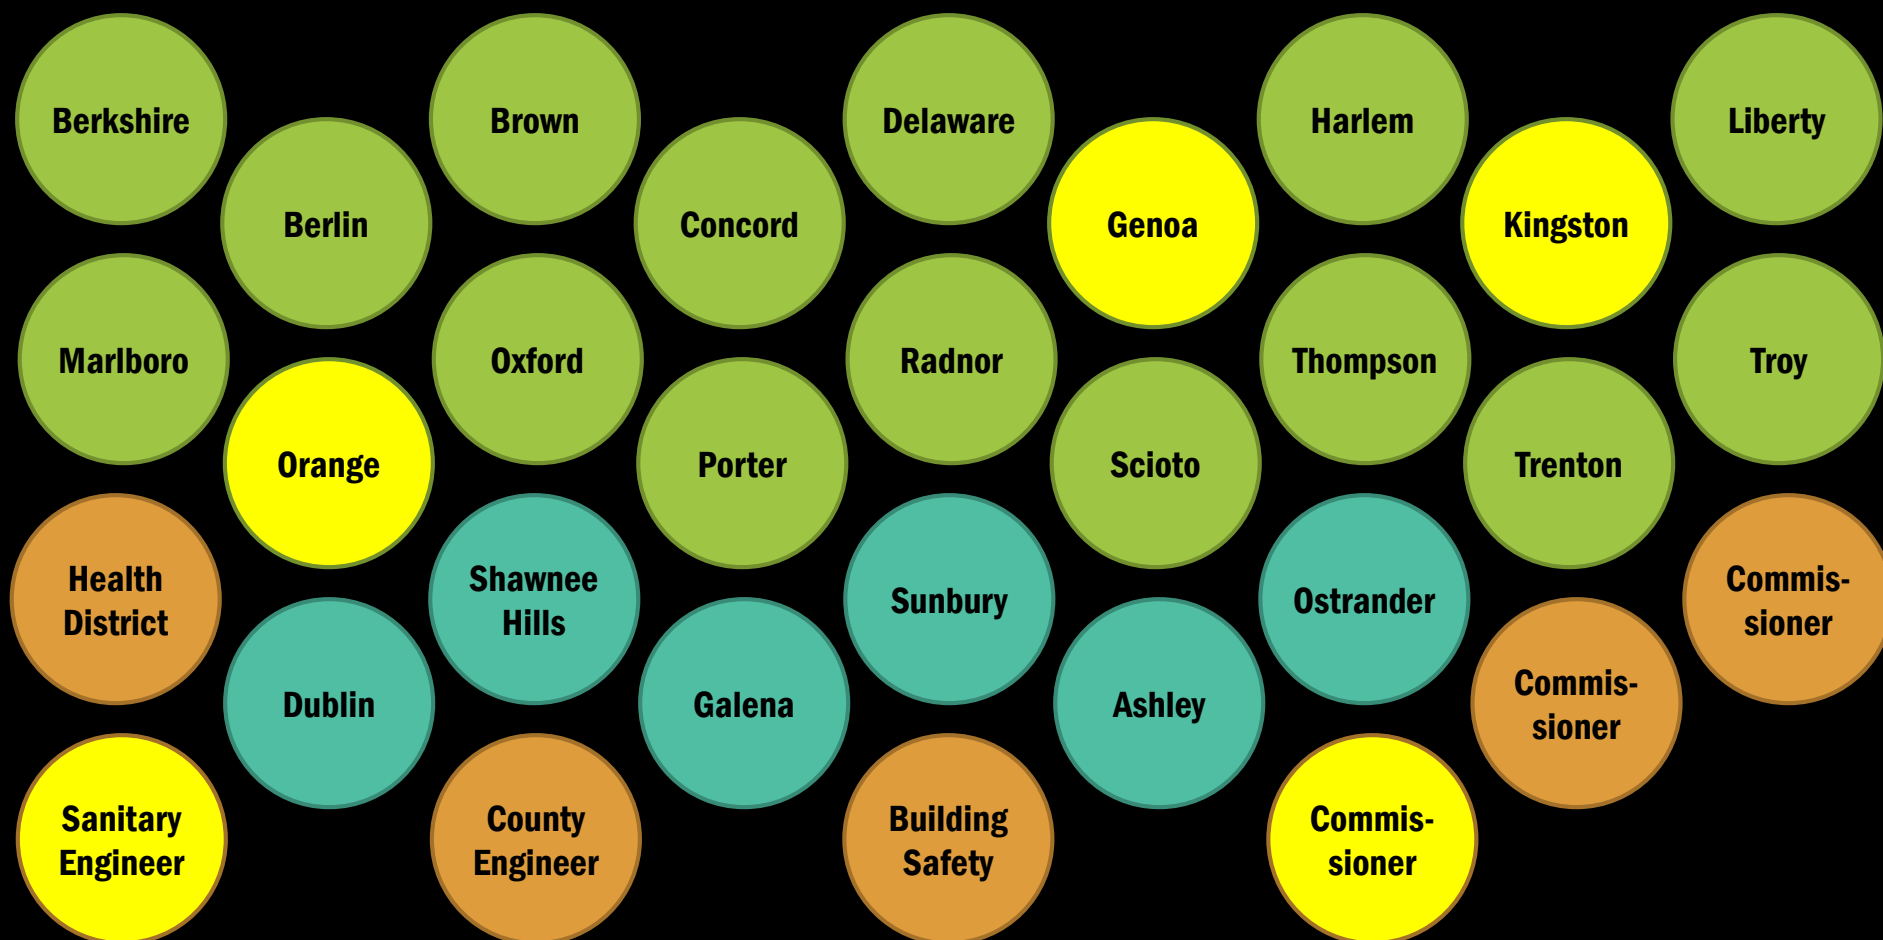 Berkshire
Brown
Delaware
Harlem
Liberty
Berlin
Concord
Genoa
Kingston
Marlboro
Oxford
Radnor
Thompson
Troy
Orange
Porter
Scioto
Trenton
Health
District
Shawnee
Hills
Sunbury
Ostrander
Commis-
sioner
Dublin
Galena
Ashley
Commis-
sioner
Sanitary
Engineer
County
Engineer
Building
Safety
Commis-
sioner